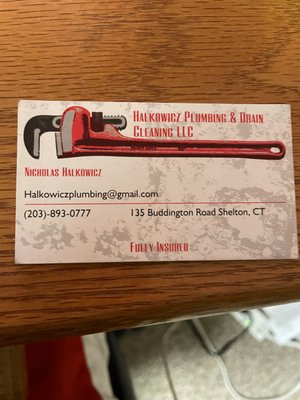 Halkowicz Plumbing & Drain
Cleaning LLC
Nicholas Halkowicz
Halkowiczplumbing@gmail.com
(203)-893-0777 135 Buddington Road Shelton, CT
Fully Insured